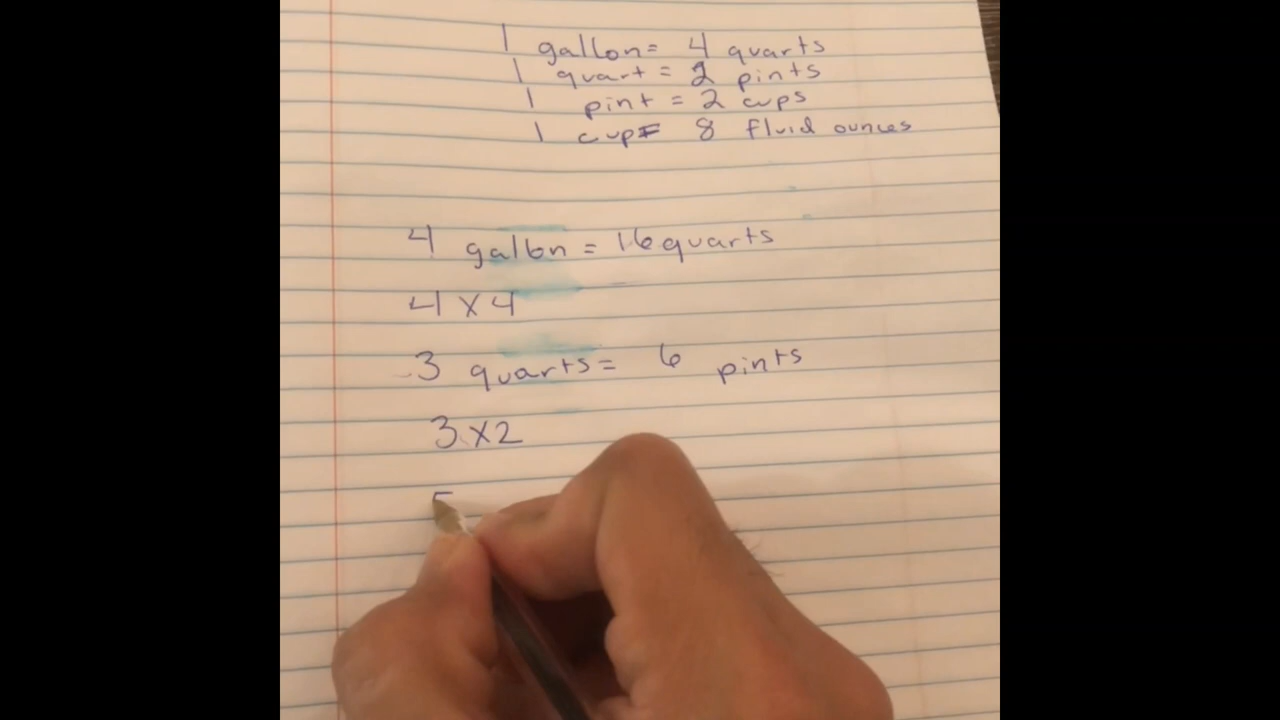 1 gallon = 4 quarts
1 quart = 2 pints
1 pint = 2 cups
1 cup = 8 fluid ounces
4 gallon = 16 quarts
4 x 4
3 quarts = 6 pints
3 x 2
5